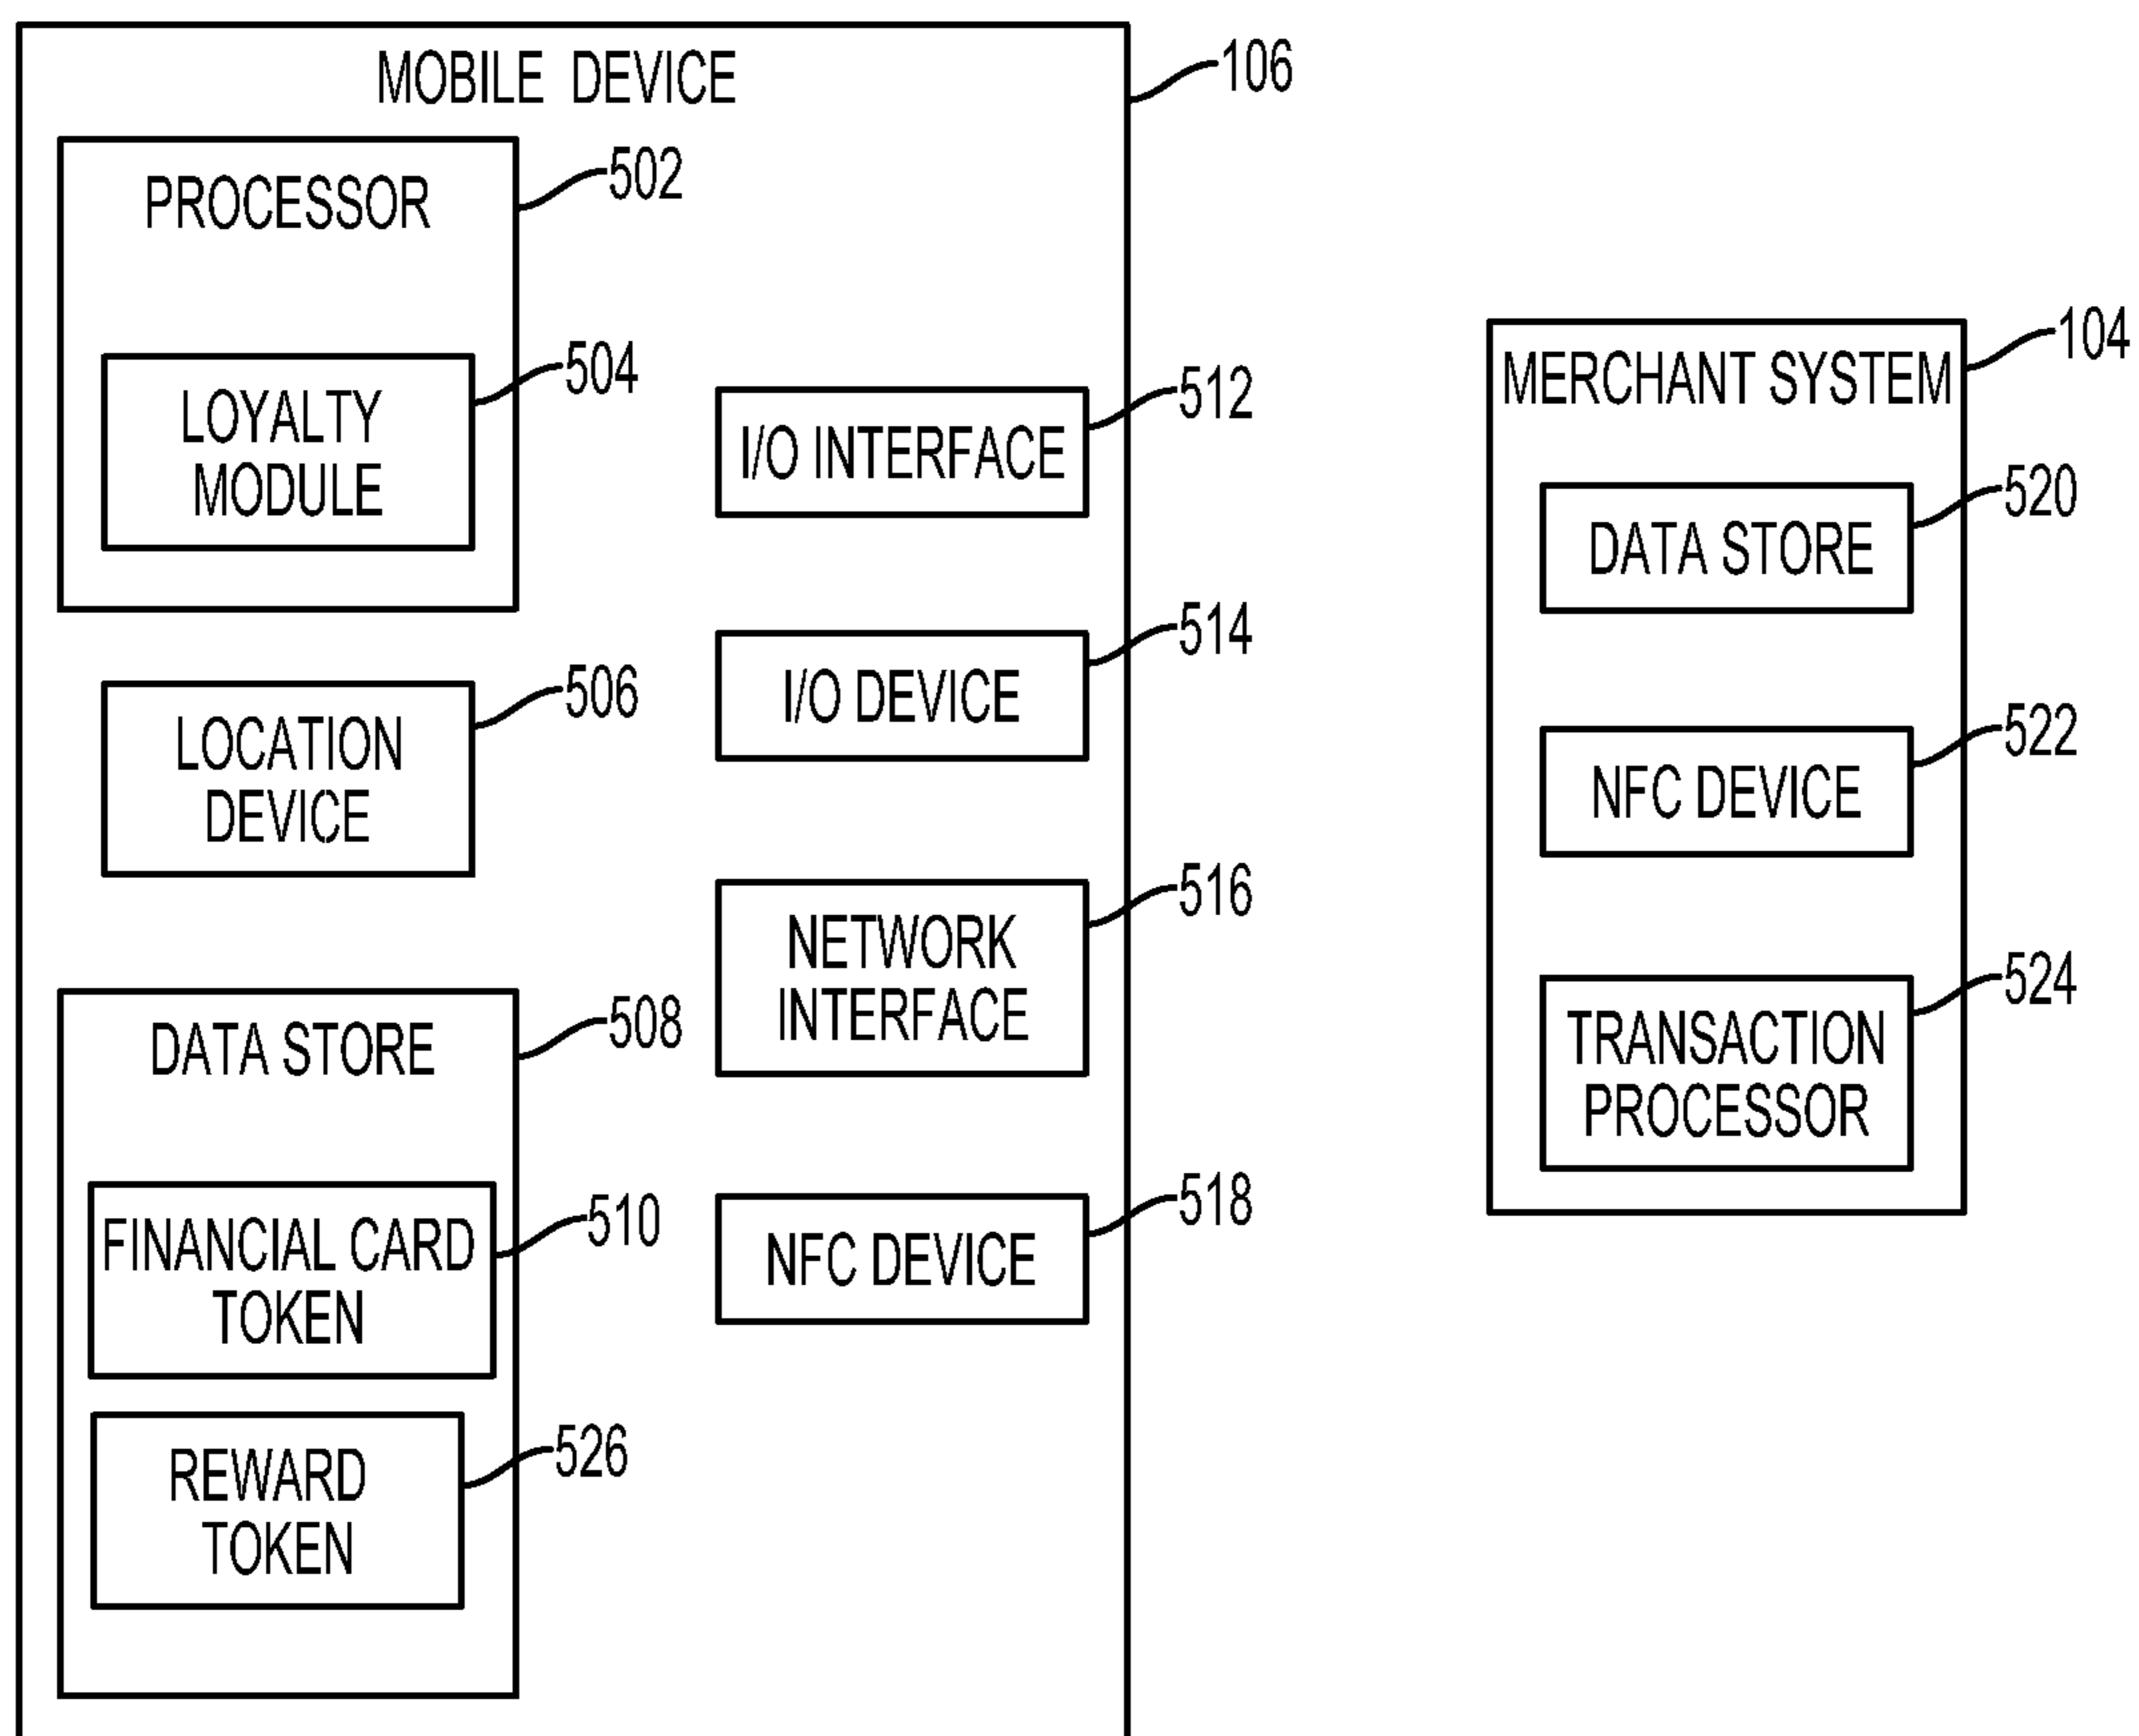 MOBILE DEVICE
106
PROCESSOR
502
LOYALTY
MODULE
504
LOCATION
DEVICE
506
DATA STORE
508
FINANCIAL CARD
TOKEN
510
REWARD
TOKEN
526
I/O INTERFACE
512
I/O DEVICE
514
NETWORK
INTERFACE
516
NFC DEVICE
518
MERCHANT SYSTEM
104
DATA STORE
520
NFC DEVICE
522
TRANSACTION
PROCESSOR
524